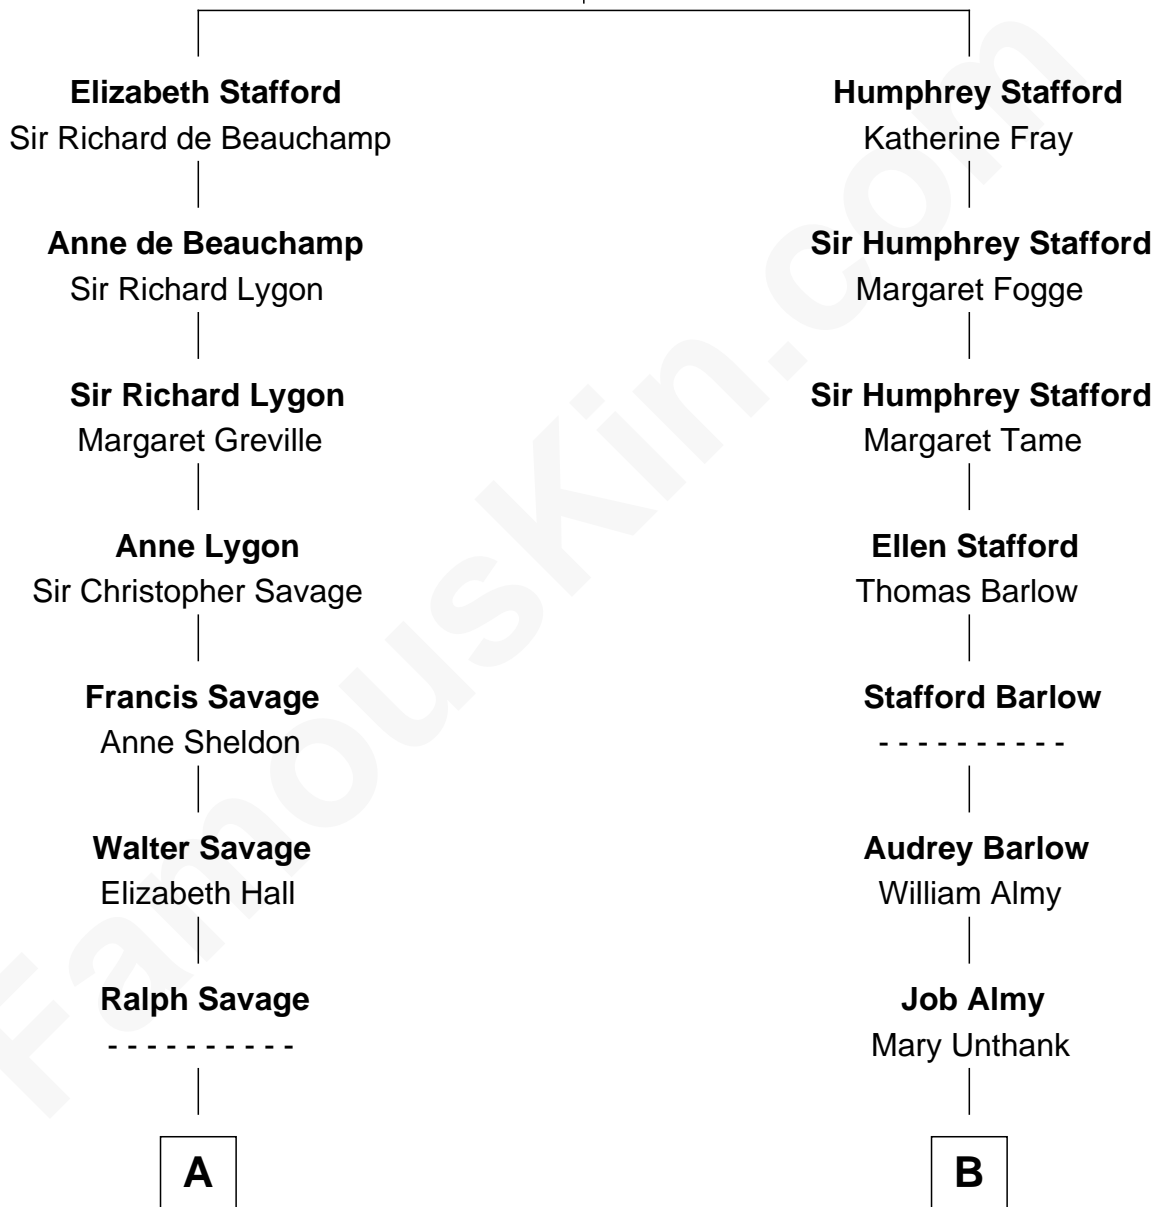 Elizabeth Stafford
Sir Richard de Beauchamp
Anne de Beauchamp
Sir Richard Lygon
Sir Richard Lygon
Margaret Greville
Anne Lygon
Sir Christopher Savage
Francis Savage
Anne Sheldon
Walter Savage
Elizabeth Hall
Ralph Savage
- - - - - - - - - -
A
Humphrey Stafford
Katherine Fray
Sir Humphrey Stafford
Margaret Fogge
Sir Humphrey Stafford
Margaret Tame
Ellen Stafford
Thomas Barlow
Stafford Barlow
- - - - - - - - - -
Audrey Barlow
William Almy
Job Almy
Mary Unthank
B
FamousKin.com